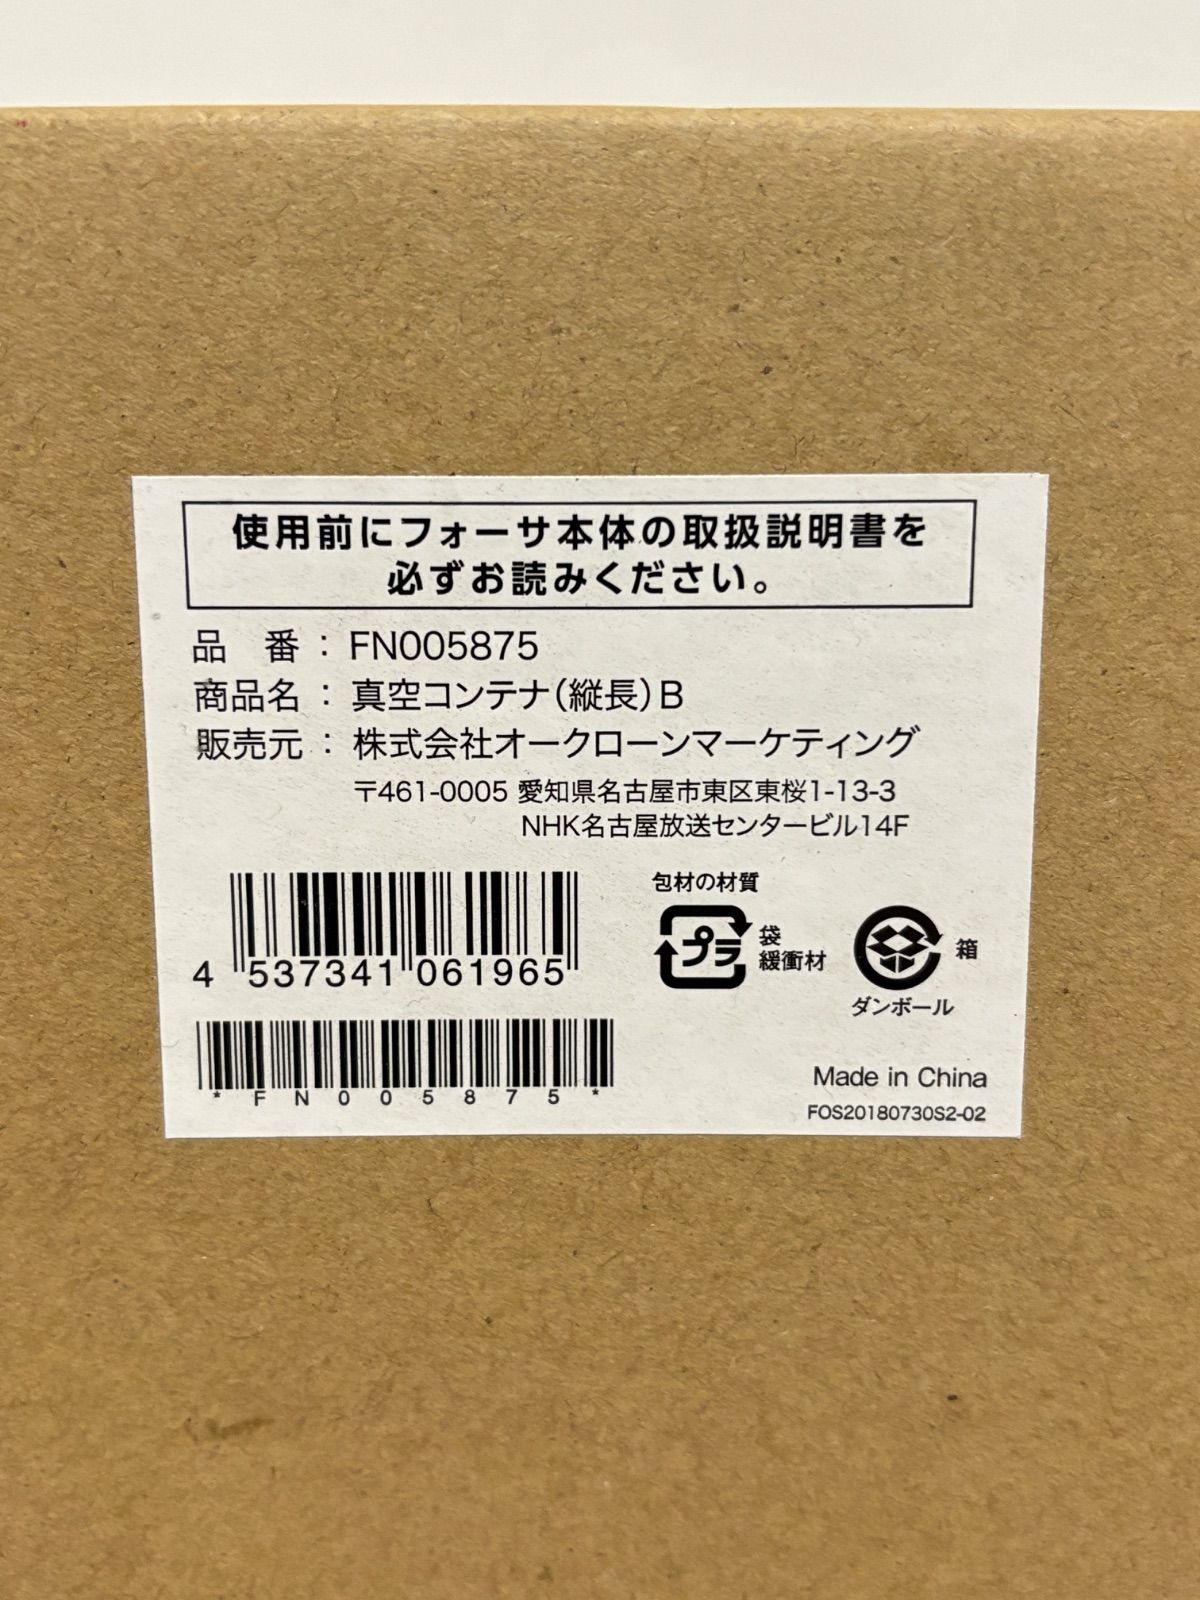 使用前にフォーサ本体の取扱説明書を
必ずお読みください。
品 番 : FN005875
商品名 : 真空コンテナ(縦長)B
販売元 : 株式会社オークローンマーケティング
〒461-0005 愛知県名古屋市東区東桜1-13-3
NHK名古屋放送センタービル14F
包材の材質
プラ 袋
緩衝材
箱
ダンボール
4 537341 061965
*FN005875*
Made in China
FOS20180730S2-02